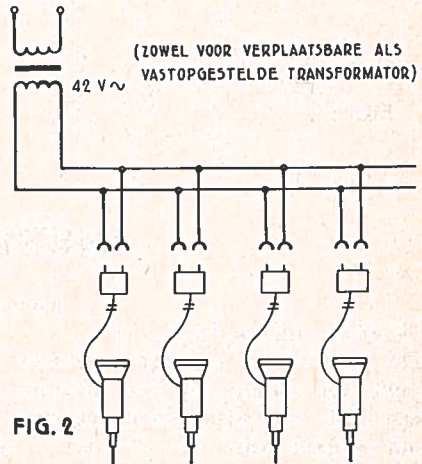 (ZOWEL VOOR VERPLAATSBARE ALS
VASTOPGESTELDE TRANSFORMATOR)
42 V ~
FIG. 2